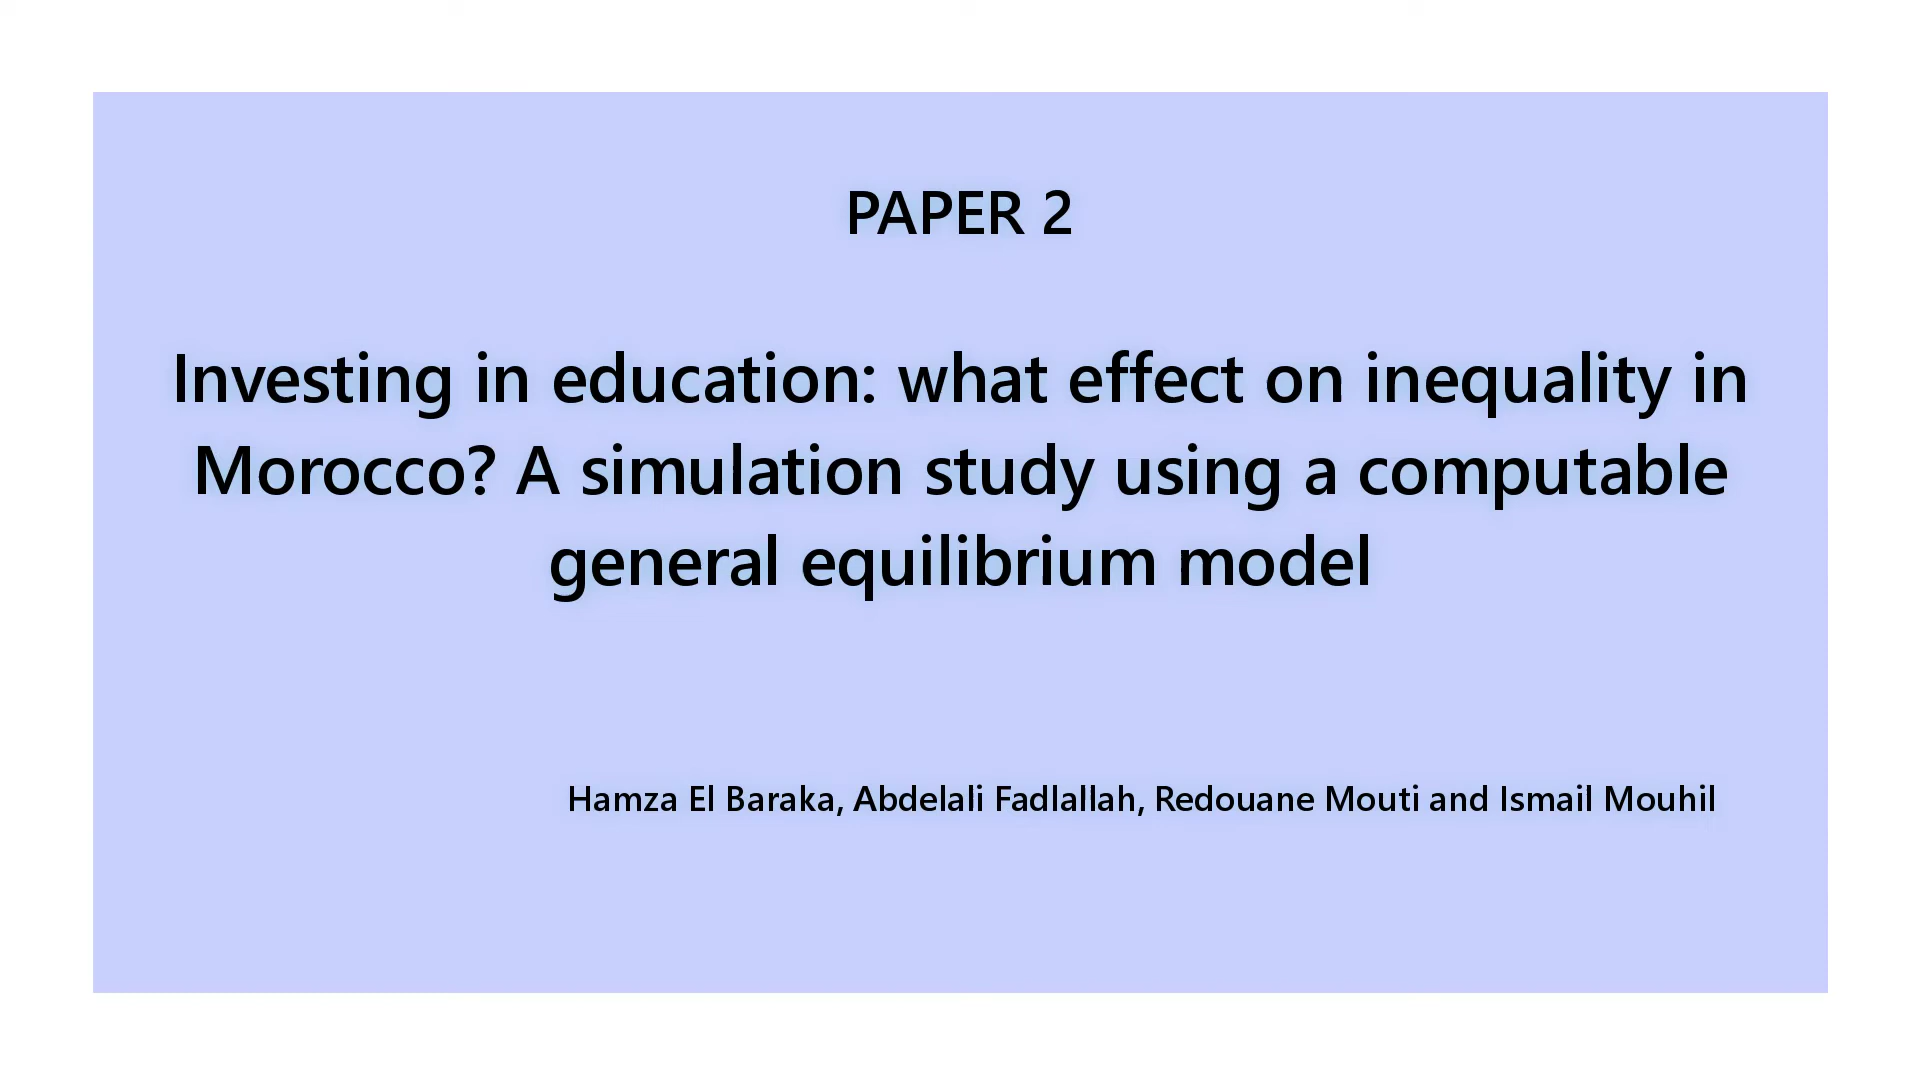 PAPER 2
Investing in education: what effect on inequality in
Morocco? A simulation study using a computable
general equilibrium model
Hamza El Baraka, Abdelali Fadlallah, Redouane Mouti and Ismail Mouhil